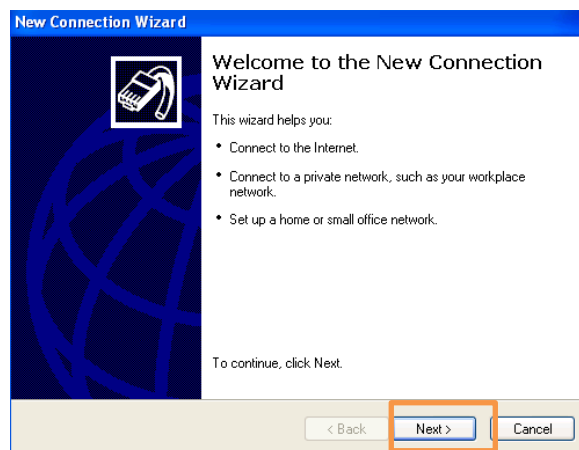 New Connection Wizard
Welcome to the New Connection
Wizard
This wizard helps you:
• Connect to the Internet.
• Connect to a private network, such as your workplace
network.
• Set up a home or small office network.
To continue, click Next.
< Back Next > Cancel